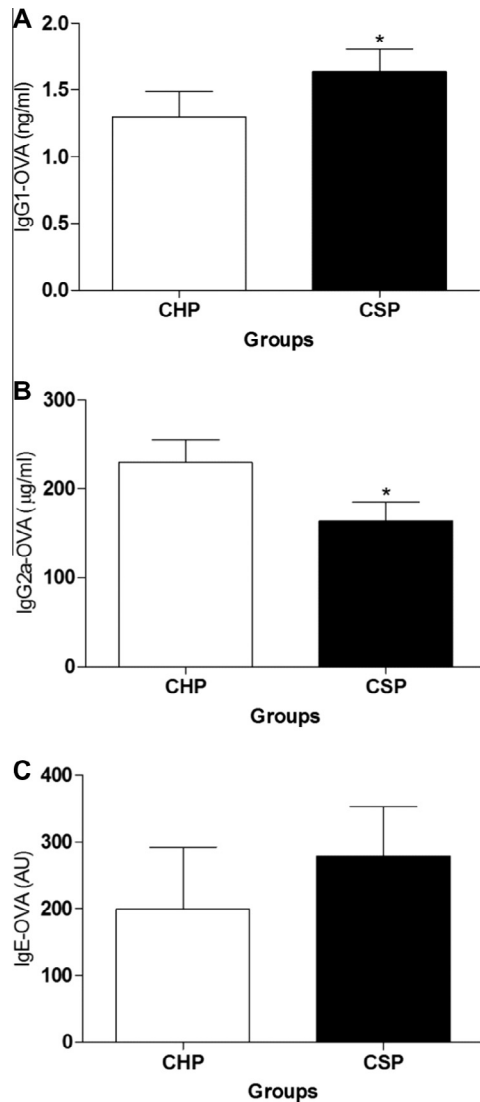 A
IgG1-OVA (ng/ml)
2.0
1.5
1.0
0.5
0.0
*
CHP CSP
Groups
B
IgG2a-OVA (µg/ml)
300
200
100
0
*
CHP CSP
Groups
C
IgE-OVA (AU)
400
300
200
100
0
CHP CSP
Groups